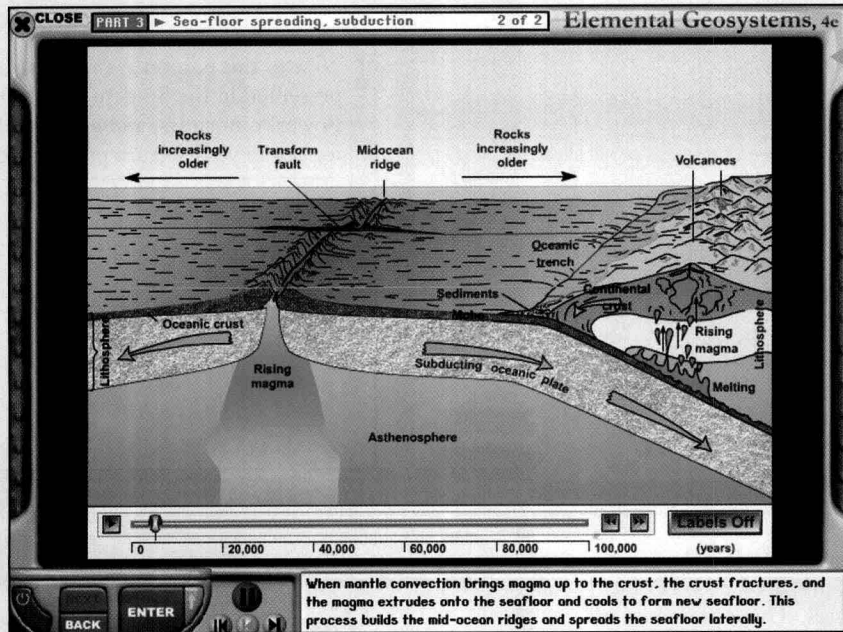 CLOSE
PART 3 ► Sea-floor spreading, subduction 2 of 2
Elemental Geosystems, 4e
Rocks
increasingly
older
Transform
fault
Midocean
ridge
Rocks
increasingly
older
Volcanoes
Oceanic
trench
Sediments
Moho
Continental
crust
Oceanic crust
Lithosphere
Rising
magma
Lithosphere
Rising
magma
Subducting oceanic plate
Melting
Asthenosphere
Labels Off
0 20,000 40,000 60,000 80,000 100,000 (years)
BACK
ENTER
When mantle convection brings magma up to the crust, the crust fractures, and
the magma extrudes onto the seafloor and cools to form new seafloor. This
process builds the mid-ocean ridges and spreads the seafloor laterally.